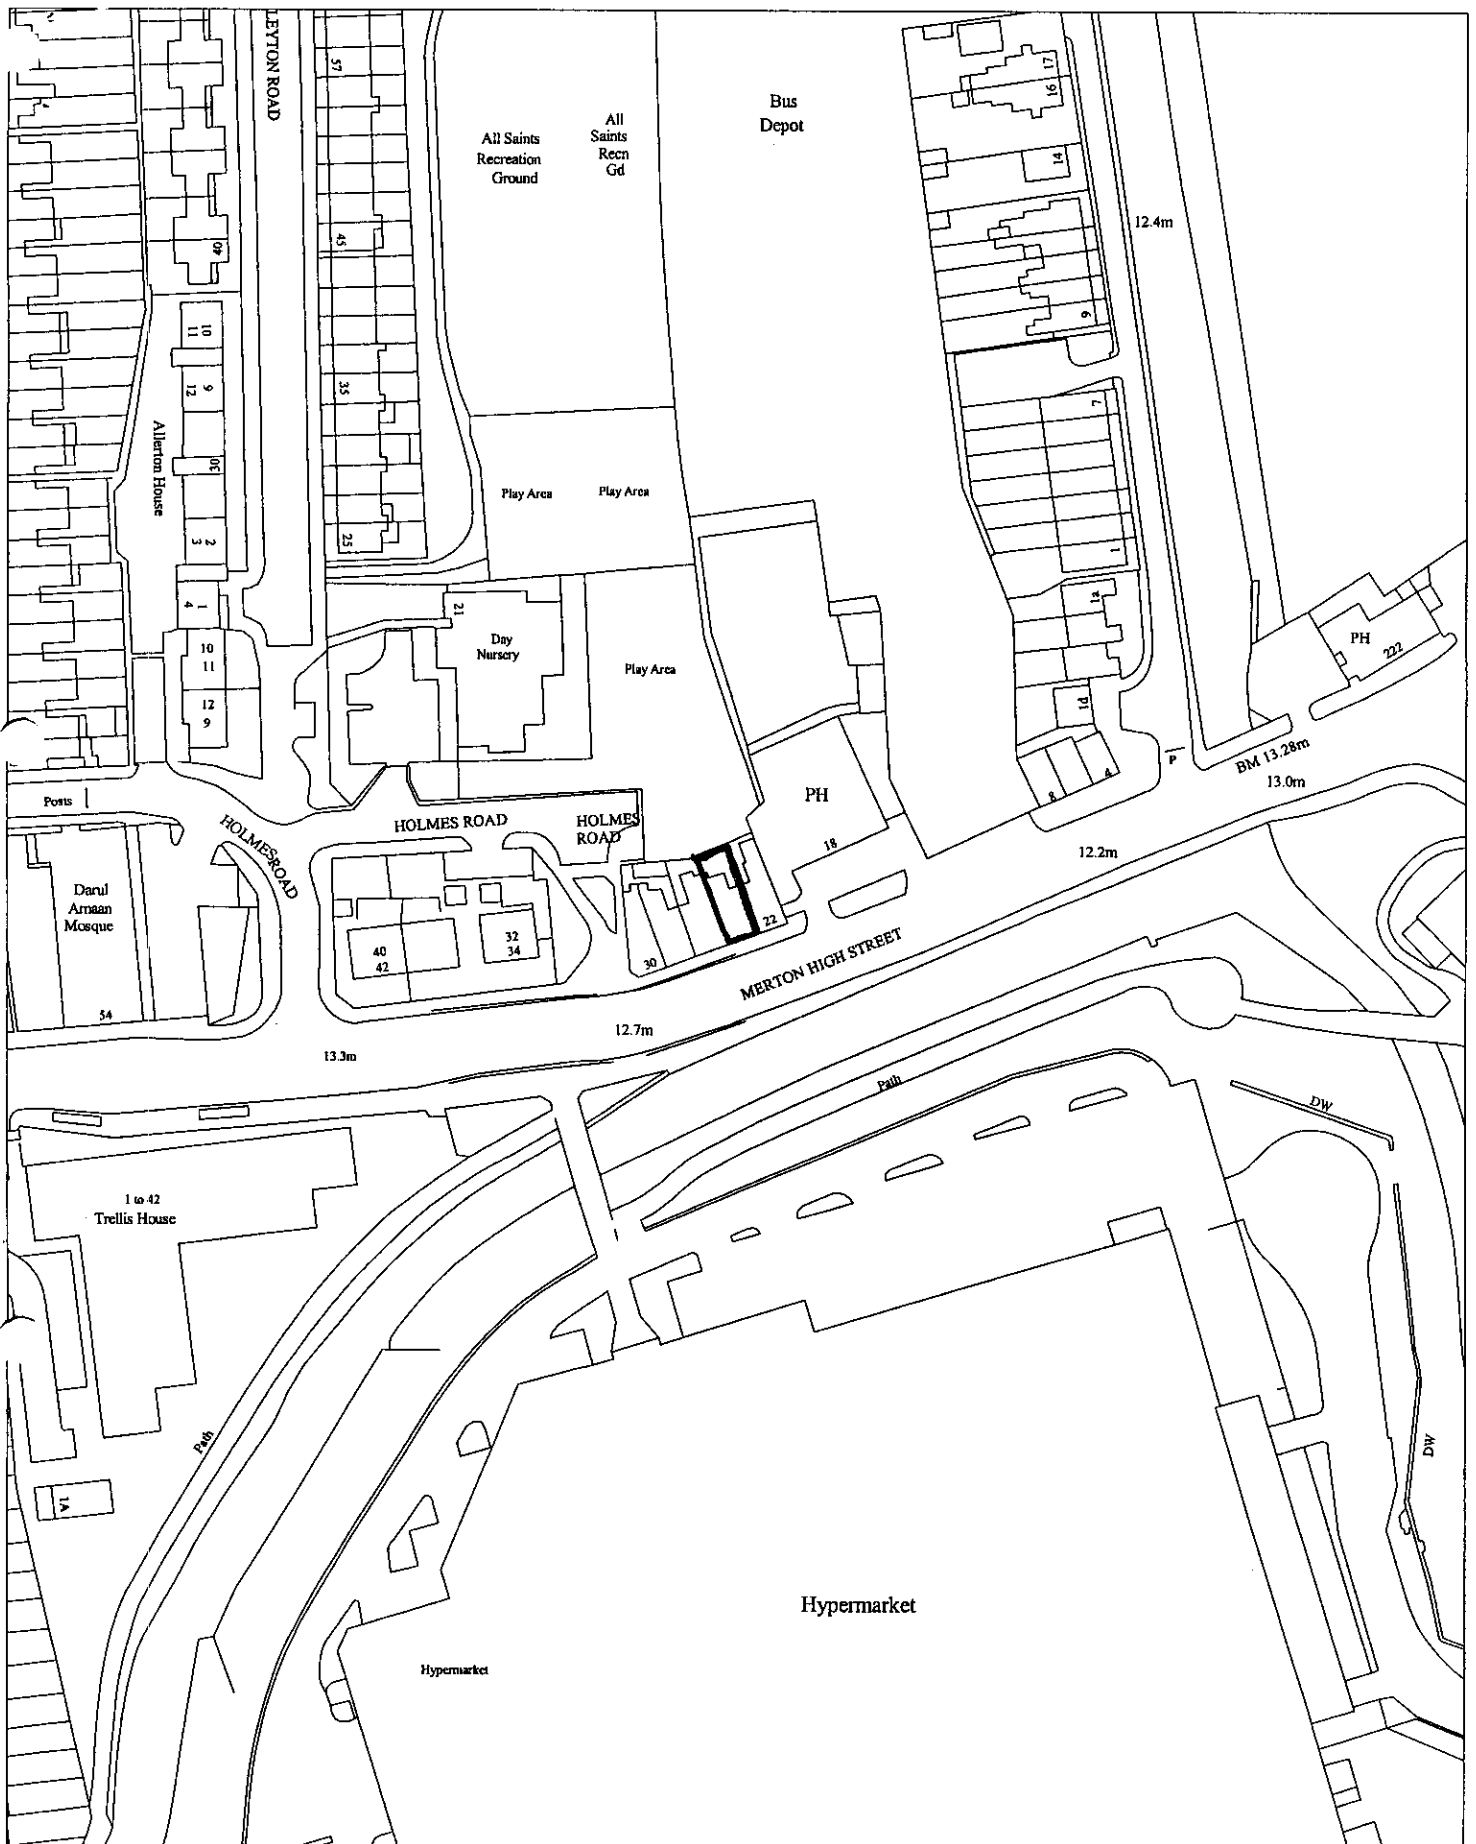 LEYTON ROAD
57
All Saints
Recreation
Ground
All
Saints
Recn
Gd
Bus
Depot
17
16
14
12.4m
40
45
9
10
11
9
12
35
7
Allerton House
30
Play Area
Play Area
2
3
25
1
1
4
21
Day
Nursery
1a
PH
222
10
11
Play Area
12
9
1d
P
BM 13.28m
13.0m
4
8
Posts
HOLMES ROAD
HOLMES ROAD
HOLMES
ROAD
PH
18
12.2m
Darul
Amaan
Mosque
54
40
42
32
34
30
22
MERTON HIGH STREET
12.7m
13.3m
Path
DW
1 to 42
Trellis House
Path
DW
1A
Hypermarket
Hypermarket